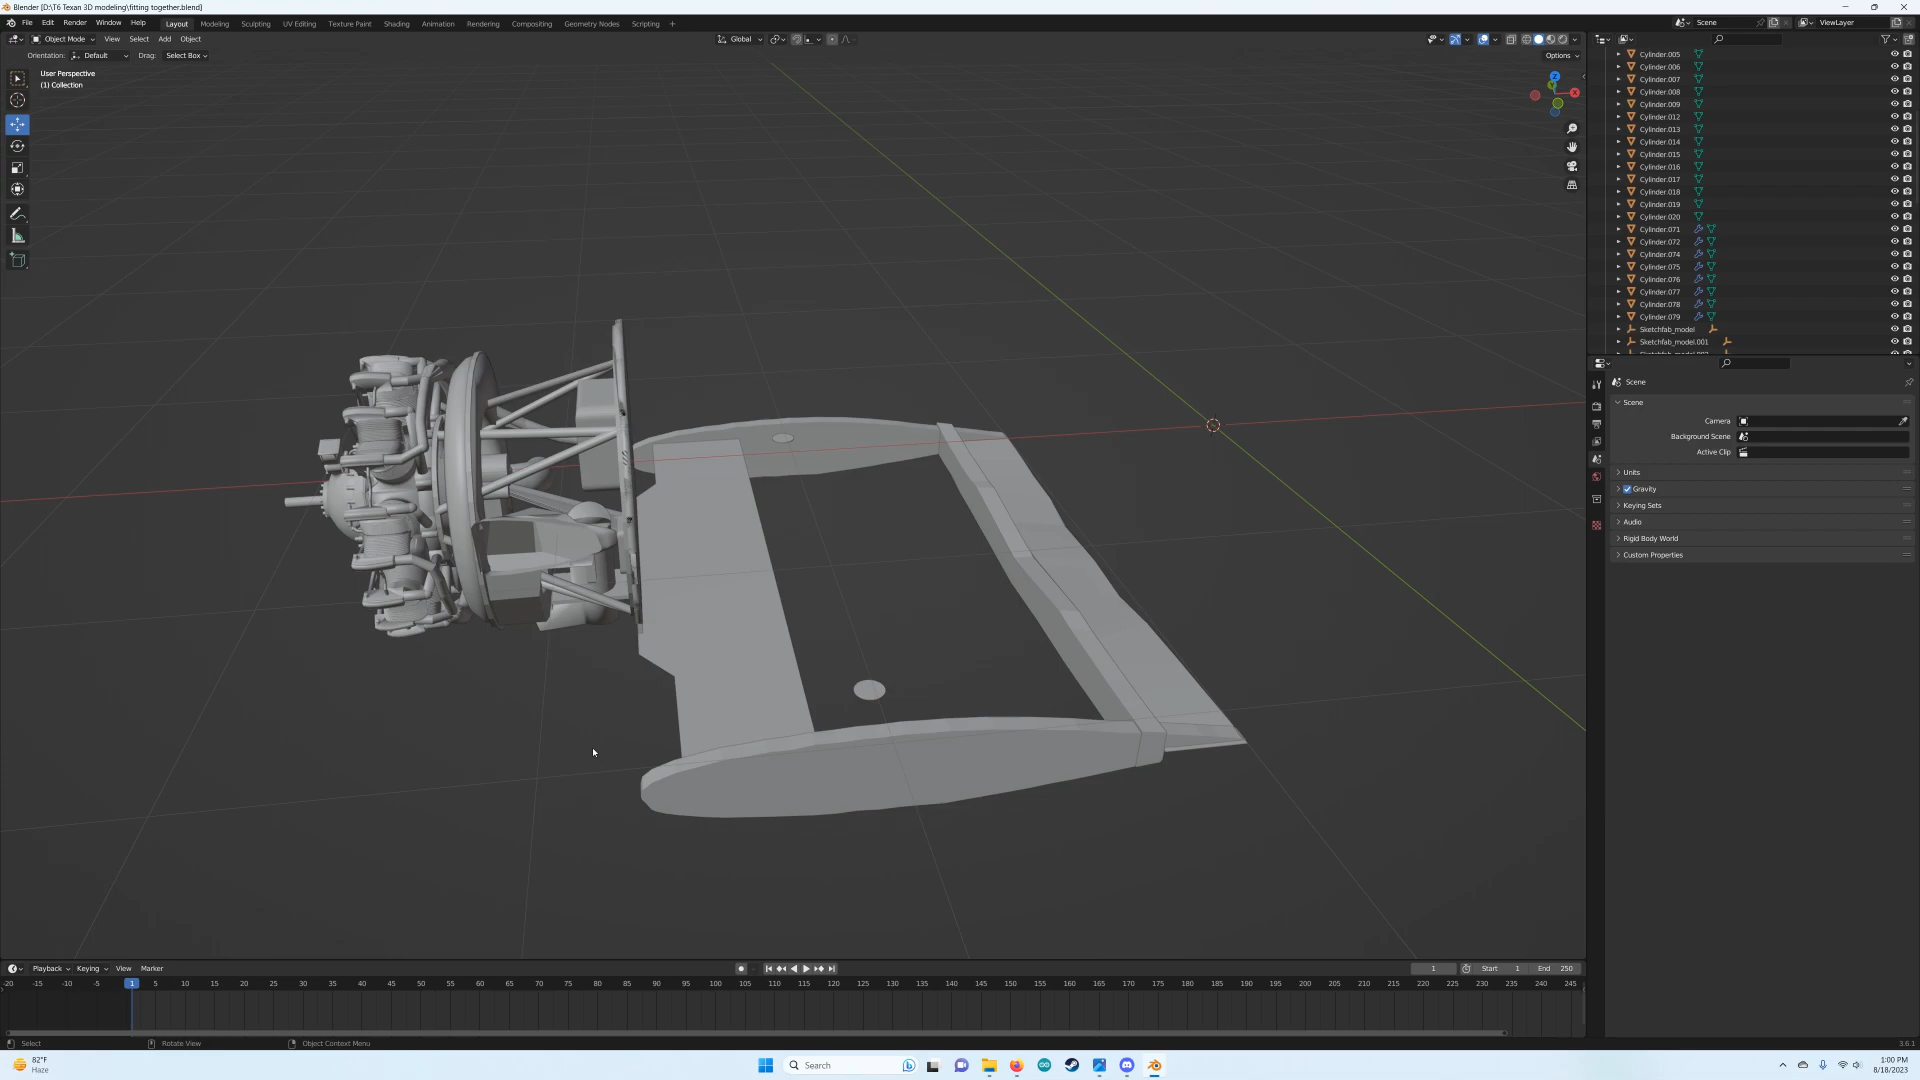 Blender [D:\T6 Texan 3D modeling\fitting together.blend]
File Edit Render Window Help Layout Modeling Sculpting UV Editing Texture Paint Shading Animation Rendering Compositing Geometry Nodes Scripting + Scene ViewLayer
Object Mode View Select Add Object Global
Orientation: Default Drag: Select Box Options
User Perspective
(1) Collection
Z
X
Cylinder.005
Cylinder.006
Cylinder.007
Cylinder.008
Cylinder.009
Cylinder.012
Cylinder.013
Cylinder.014
Cylinder.015
Cylinder.016
Cylinder.017
Cylinder.018
Cylinder.019
Cylinder.020
Cylinder.071
Cylinder.072
Cylinder.074
Cylinder.075
Cylinder.076
Cylinder.077
Cylinder.078
Cylinder.079
Sketchfab_model
Sketchfab_model.001
Scene
Scene
Camera
Background Scene
Active Clip
Units
Gravity
Keying Sets
Audio
Rigid Body World
Custom Properties
Playback Keying View Marker 1 Start 1 End 250
-20 -15 -10 -5 1 5 10 15 20 25 30 35 40 45 50 55 60 65 70 75 80 85 90 95 100 105 110 115 120 125 130 135 140 145 150 155 160 165 170 175 180 185 190 195 200 205 210 215 220 225 230 235 240 245
Select Rotate View Object Context Menu 3.6.1
82°F
Haze
Search
1:00 PM
8/18/2023